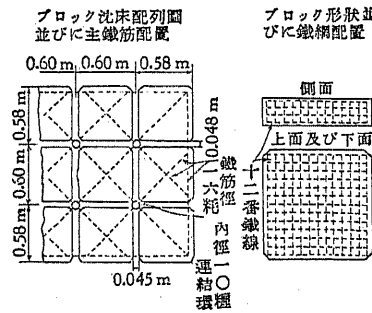 ブロック沈床配列圖
並びに主鐵筋配置
0.60 m 0.60 m 0.58 m
0.58 m
0.60 m
0.58 m
0.048 m
鐵筋徑
一六粍
內徑一〇糎
連結環
0.045 m
ブロック形狀並
びに鐵網配置
側面
上面及び下面
十二番鐵線